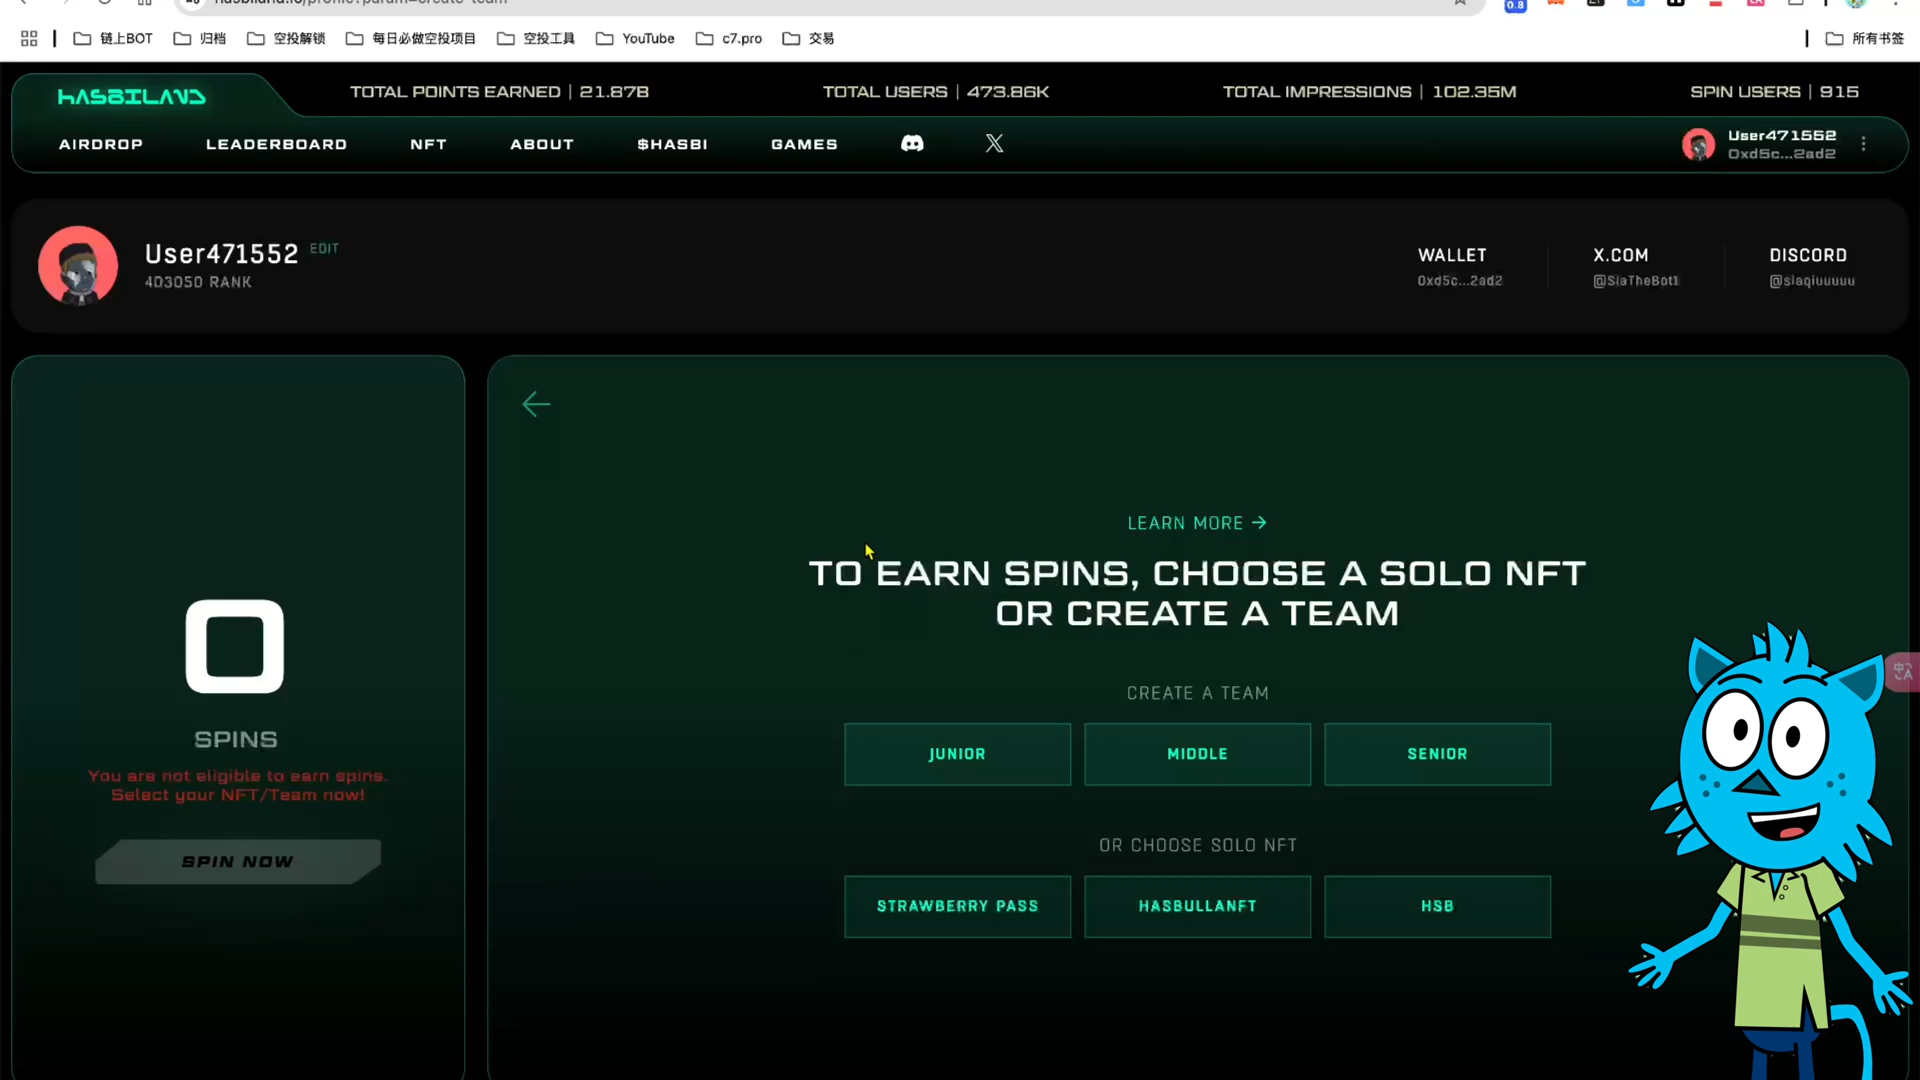 链上BOT
归档
空投解锁
每日必做空投项目
空投工具
YouTube
c7.pro
交易
所有书签
0.8
HASBILAND
TOTAL POINTS EARNED | 21.87B
TOTAL USERS | 473.86K
TOTAL IMPRESSIONS | 102.35M
SPIN USERS | 915
AIRDROP
LEADERBOARD
NFT
ABOUT
$HASBI
GAMES
User471552
0xd5c...2ad2
User471552 EDIT
4D3050 RANK
WALLET
0xd5c...2ad2
X.COM
@SiaTheBot1
DISCORD
@siaqiuuuuu
0
SPINS
You are not eligible to earn spins.
Select your NFT/Team now!
SPIN NOW
LEARN MORE →
TO EARN SPINS, CHOOSE A SOLO NFT
OR CREATE A TEAM
CREATE A TEAM
JUNIOR
MIDDLE
SENIOR
OR CHOOSE SOLO NFT
STRAWBERRY PASS
HASBULLANFT
HSB